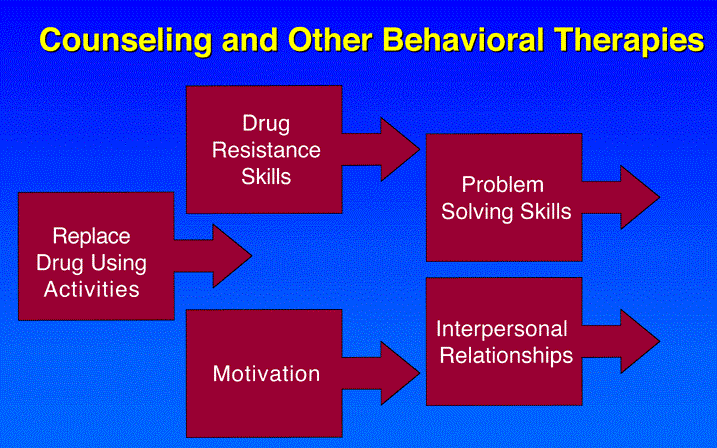 Counseling and Other Behavioral Therapies
Drug
Resistance
Skills
Problem
Solving Skills
Replace
Drug Using
Activities
Motivation
Interpersonal
Relationships